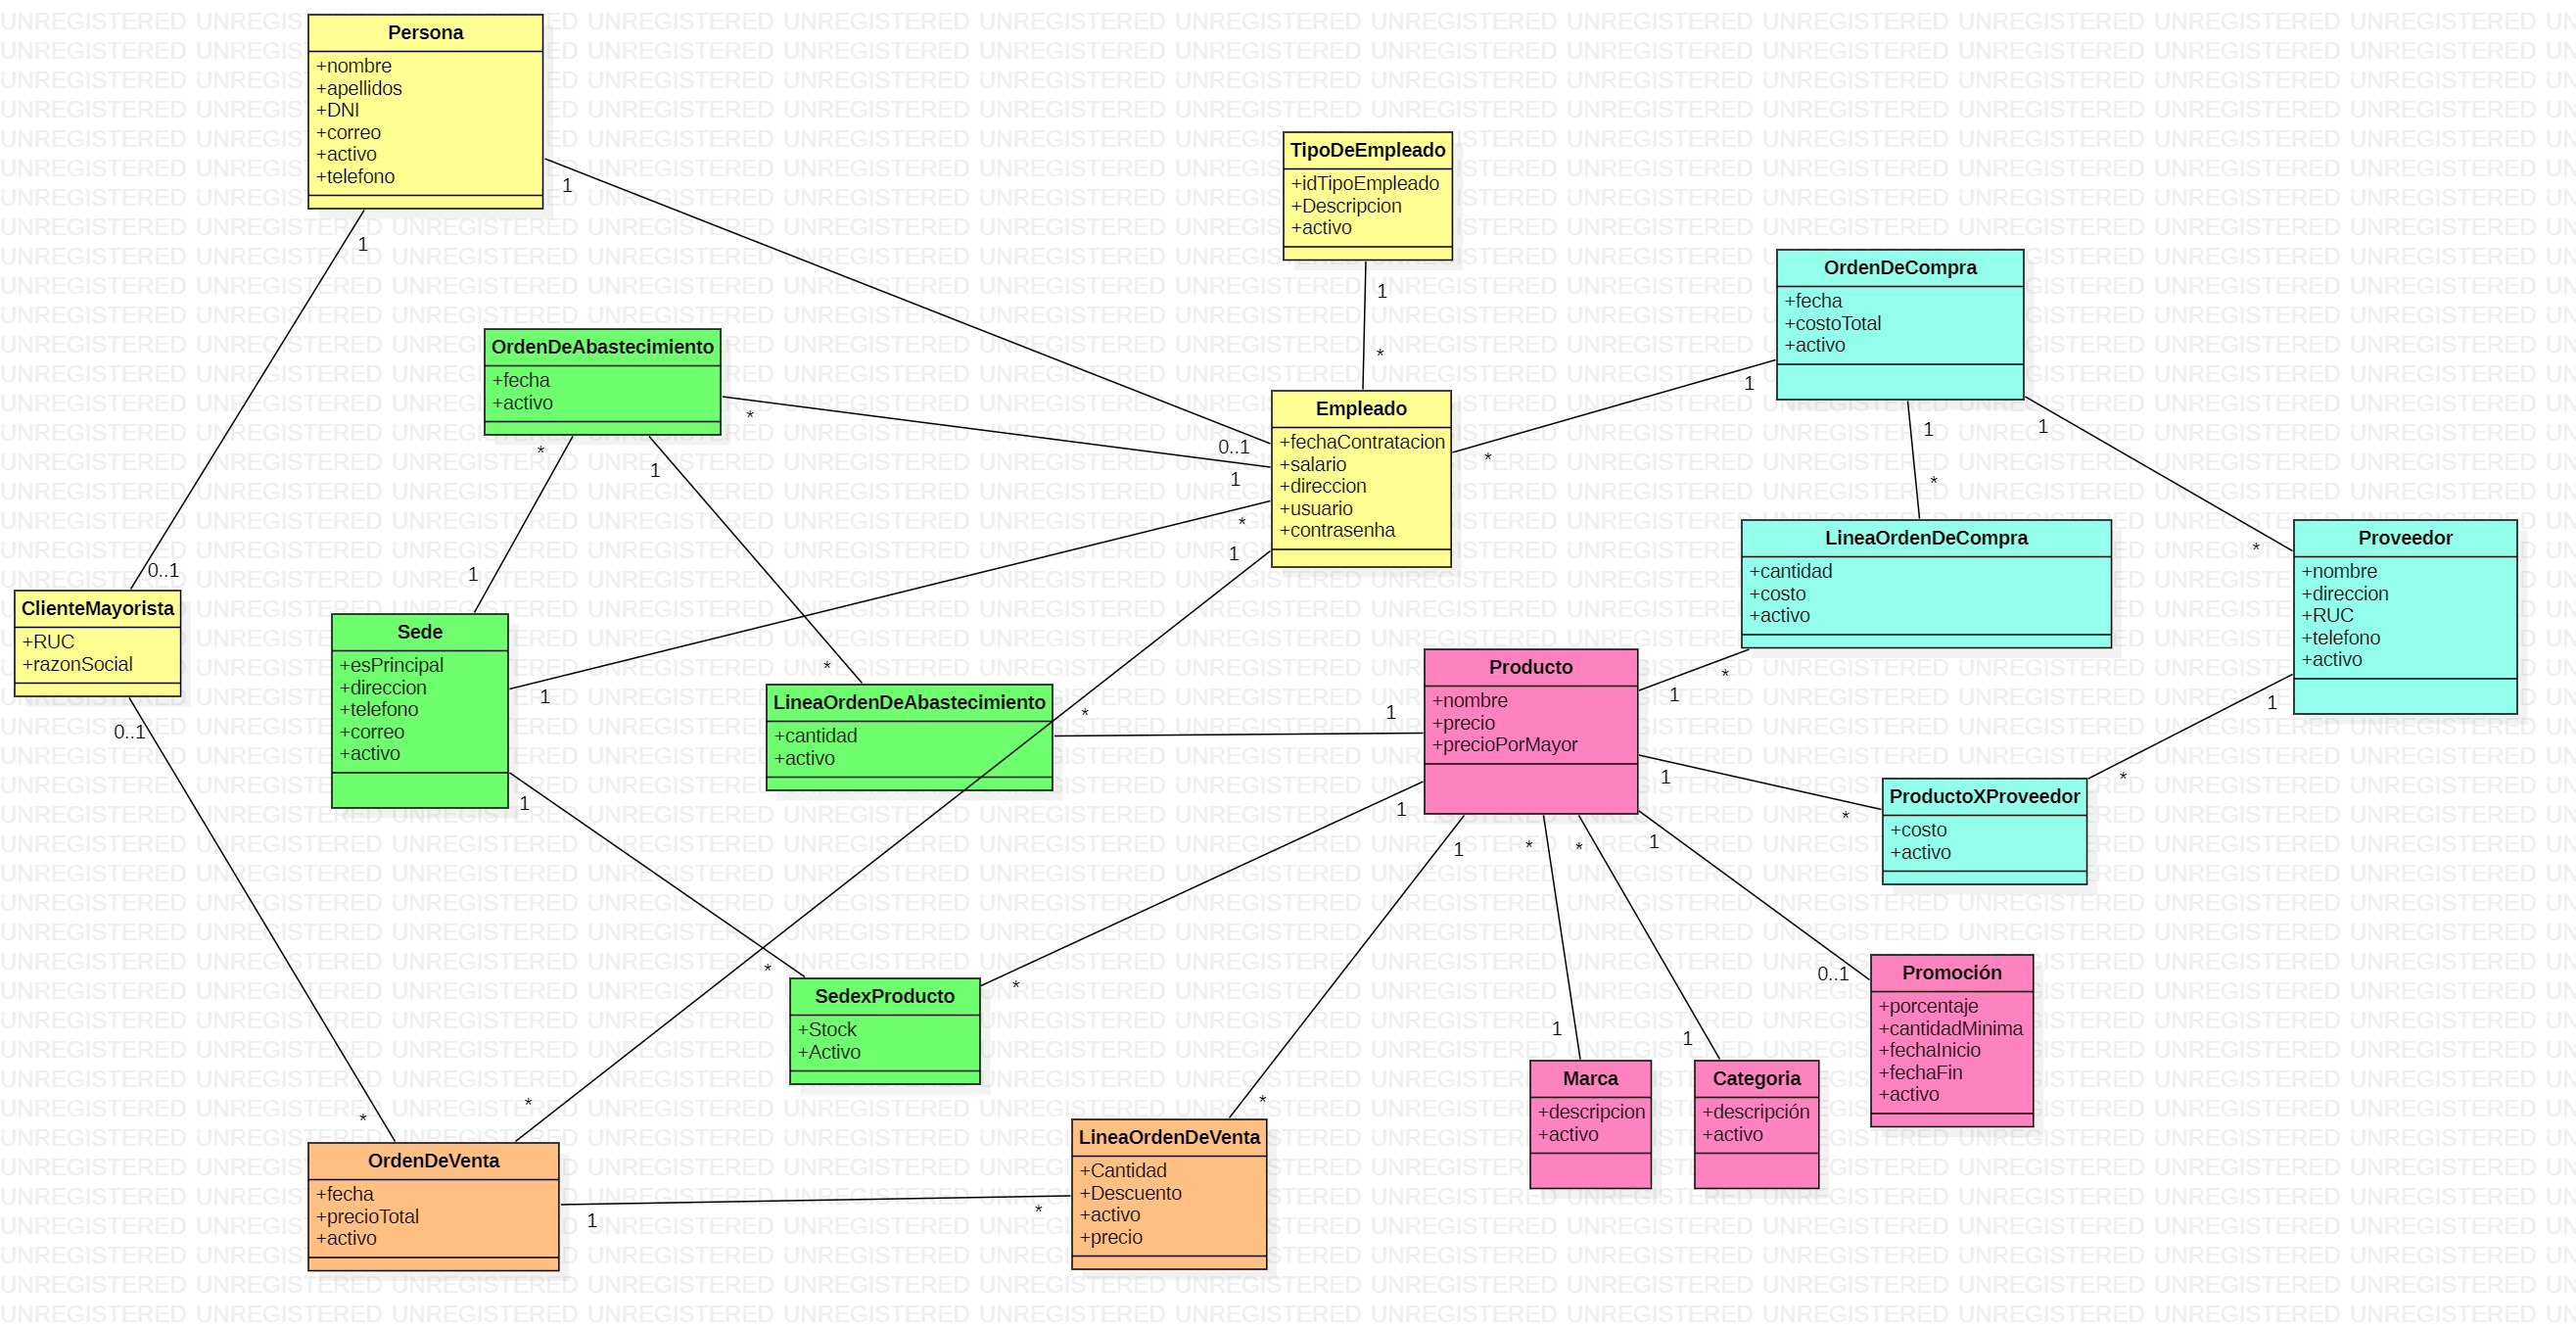 Persona
+nombre
+apellidos
+DNI
+correo
+activo
+telefono
1
1
TipoDeEmpleado
+idTipoEmpleado
+Descripcion
+activo
1
*
OrdenDeCompra
+fecha
+costoTotal
+activo
1
1
1
OrdenDeAbastecimiento
+fecha
+activo
*
*
1
Empleado
+fechaContratacion
+salario
+direccion
+usuario
+contrasenha
0..1
1
*
1
*
LineaOrdenDeCompra
+cantidad
+costo
+activo
*
*
Proveedor
+nombre
+direccion
+RUC
+telefono
+activo
*
1
ClienteMayorista
+RUC
+razonSocial
0..1
0..1
Sede
+esPrincipal
+direccion
+telefono
+correo
+activo
1
1
1
LineaOrdenDeAbastecimiento
+cantidad
+activo
*
*
Producto
+nombre
+precio
+precioPorMayor
1
1
1
1
1
*
*
1
ProductoXProveedor
+costo
+activo
*
*
SedexProducto
+Stock
+Activo
*
*
Promoción
+porcentaje
+cantidadMinima
+fechaInicio
+fechaFin
+activo
0..1
Marca
+descripcion
+activo
1
Categoria
+descripción
+activo
1
OrdenDeVenta
+fecha
+precioTotal
+activo
*
*
1
LineaOrdenDeVenta
+Cantidad
+Descuento
+activo
+precio
*
*
UNREGISTERED